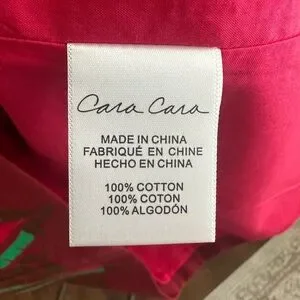 Cara Cara
MADE IN CHINA
FABRIQUÉ EN CHINE
HECHO EN CHINA
100% COTTON
100% COTON
100% ALGODÓN